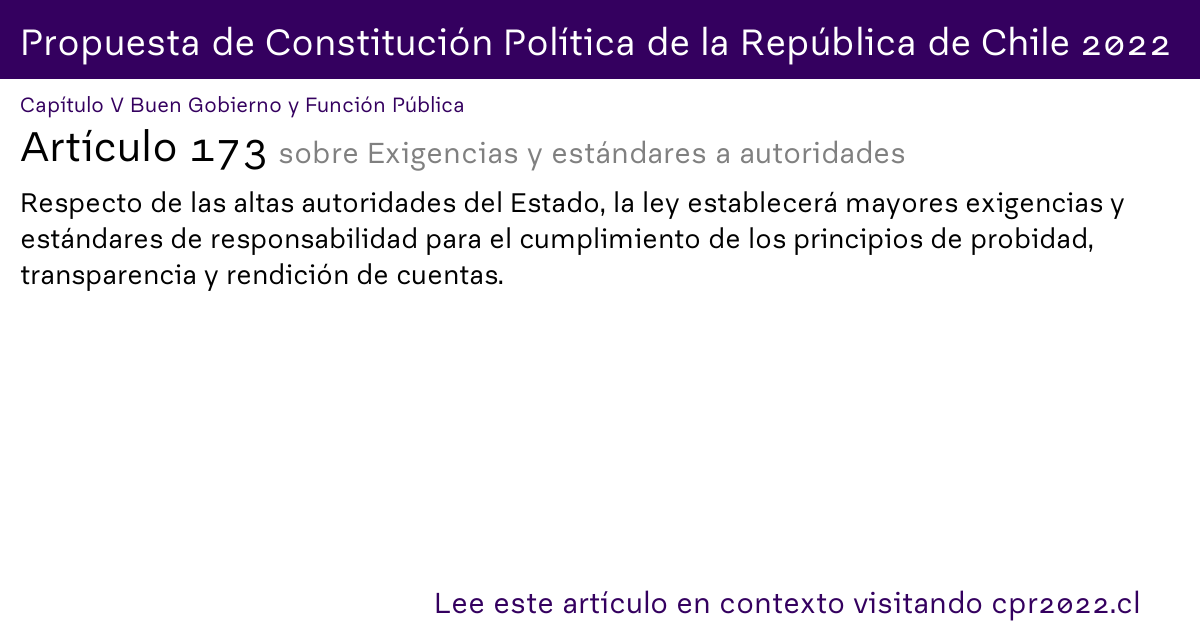 Propuesta de Constitución Política de la República de Chile 2022
Capítulo V Buen Gobierno y Función Pública
Artículo 173 sobre Exigencias y estándares a autoridades
Respecto de las altas autoridades del Estado, la ley establecerá mayores exigencias y
estándares de responsabilidad para el cumplimiento de los principios de probidad,
transparencia y rendición de cuentas.
Lee este artículo en contexto visitando cpr2022.cl